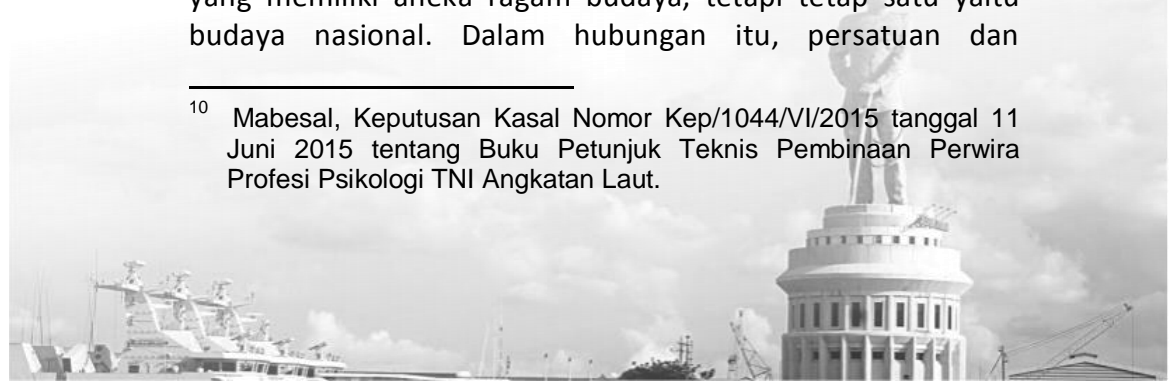 yang memiliki aneka ragam budaya, tetapi tetap satu yaitu
budaya nasional. Dalam hubungan itu, persatuan dan
10 Mabesal, Keputusan Kasal Nomor Kep/1044/VI/2015 tanggal 11
Juni 2015 tentang Buku Petunjuk Teknis Pembinaan Perwira
Profesi Psikologi TNI Angkatan Laut.